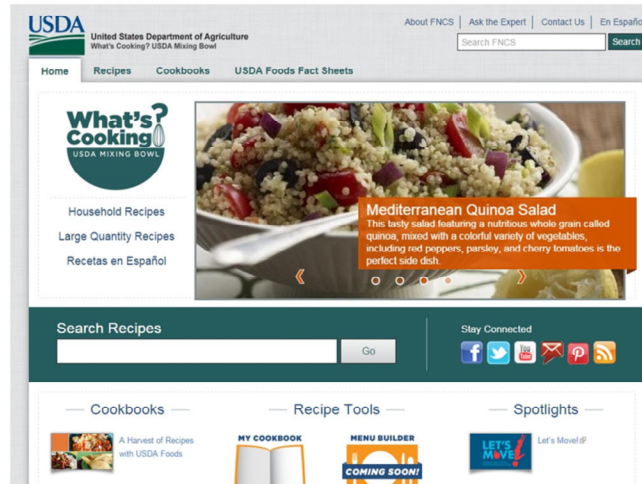 USDA
United States Department of Agriculture
What's Cooking? USDA Mixing Bowl
About FNCS | Ask the Expert | Contact Us | En Españo
Search FNCS
Search
Home Recipes Cookbooks USDA Foods Fact Sheets
What's?
Cooking
USDA MIXING BOWL
Household Recipes
Large Quantity Recipes
Recetas en Español
Mediterranean Quinoa Salad
This tasty salad featuring a nutritious whole grain called
quinoa, mixed with a colorful variety of vegetables,
including red peppers, parsley, and cherry tomatoes is the
perfect side dish.
Search Recipes
Go
Stay Connected
You
Tube
Cookbooks
Recipe Tools
Spotlights
A Harvest of Recipes
with USDA Foods
MY COOKBOOK
MENU BUILDER
COMING SOON!
LET'S
MOVE!
Let's Move!